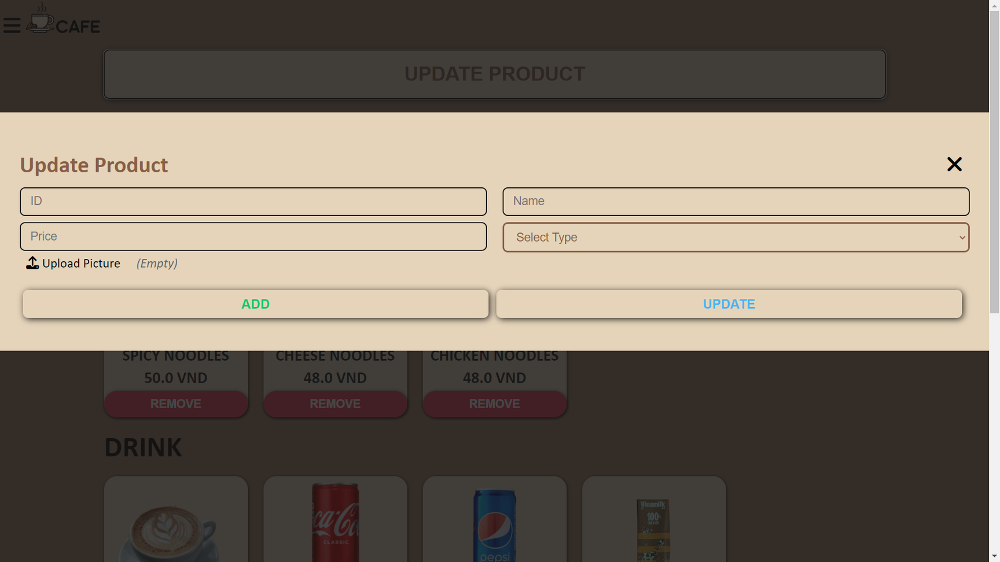 CAFE
UPDATE PRODUCT
Update Product
ID
Name
Price
Select Type
Upload Picture (Empty)
ADD
UPDATE
SPICY NOODLES
50.0 VND
REMOVE
CHEESE NOODLES
48.0 VND
REMOVE
CHICKEN NOODLES
48.0 VND
REMOVE
DRINK
Coca-Cola
CLASSIC
pepsi
Vinamilk
100%